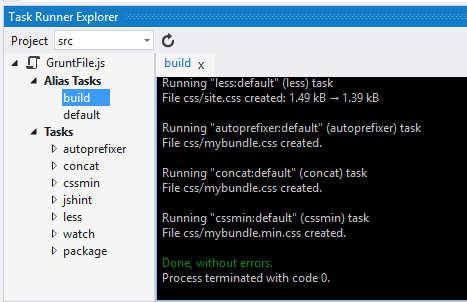 Task Runner Explorer
Project src
GruntFile.js
Alias Tasks
build
default
Tasks
autoprefixer
concat
cssmin
jshint
less
watch
package
build x
Running "less:default" (less) task
File css/site.css created: 1.49 kB → 1.39 kB
Running "autoprefixer:default" (autoprefixer) task
File css/mybundle.css created.
Running "concat:default" (concat) task
File css/mybundle.css created.
Running "cssmin:default" (cssmin) task
File css/mybundle.min.css created.
Done, without errors.
Process terminated with code 0.